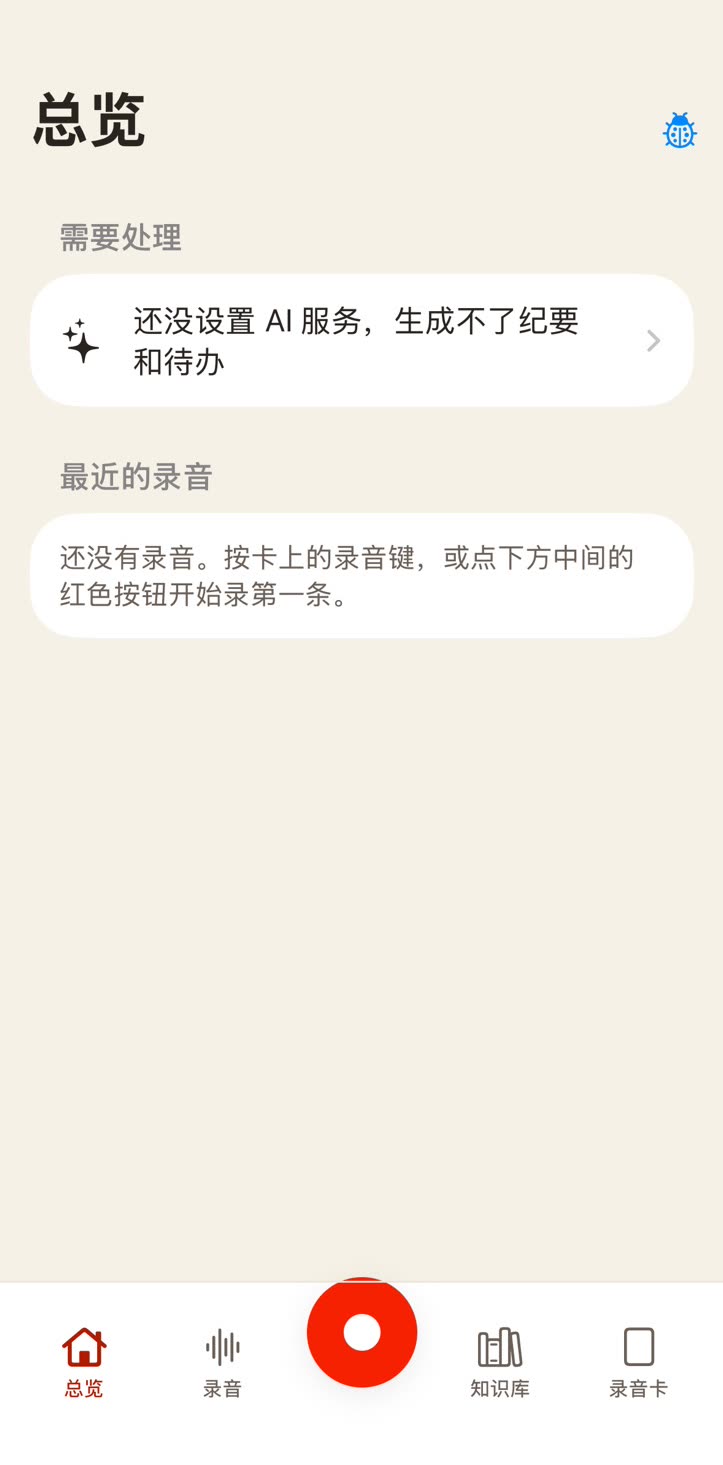 总览
需要处理
还没设置 AI 服务，生成不了纪要
和待办
最近的录音
还没有录音。按卡上的录音键，或点下方中间的
红色按钮开始录第一条。
总览
录音
知识库
录音卡